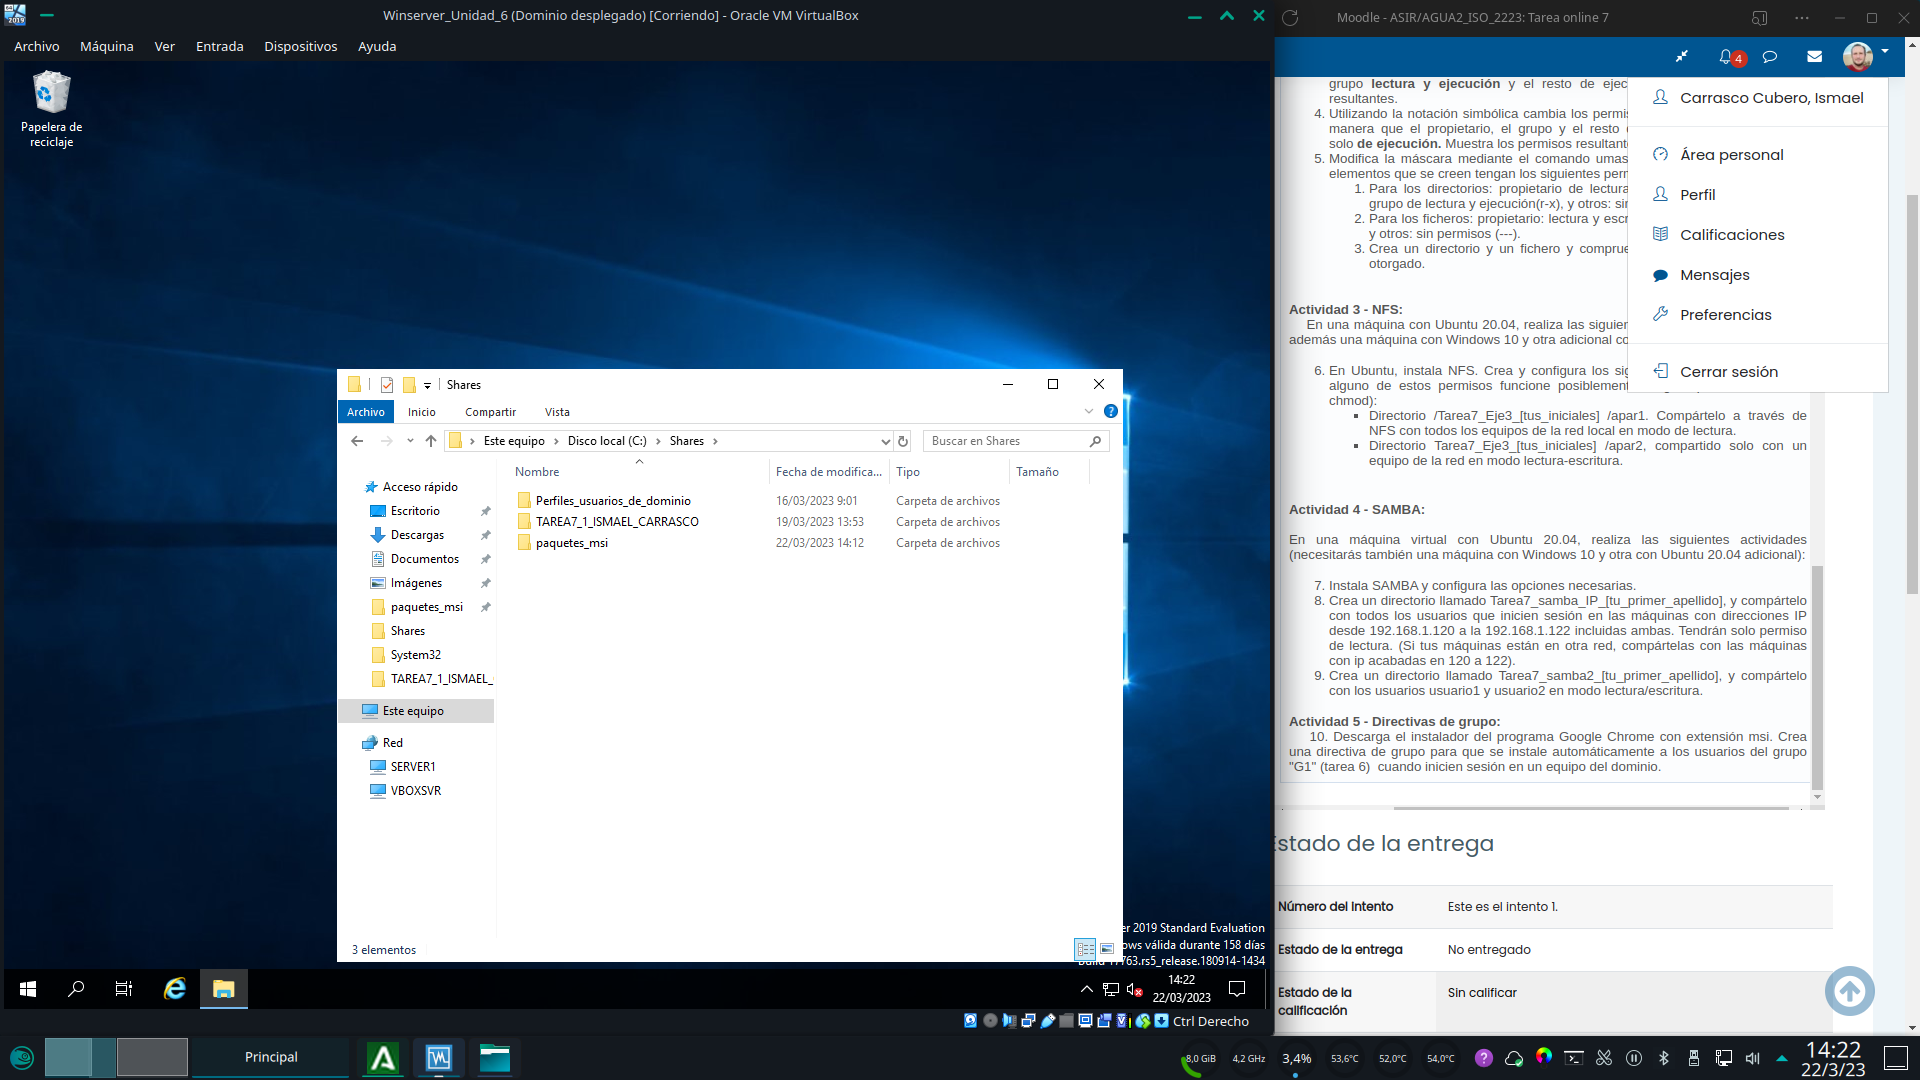 Winserver_Unidad_6 (Dominio desplegado) [Corriendo] - Oracle VM VirtualBox
Archivo Máquina Ver Entrada Dispositivos Ayuda
Papelera de
reciclaje
Shares
Archivo Inicio Compartir Vista
Este equipo > Disco local (C:) > Shares >
Buscar en Shares
Nombre Fecha de modifica... Tipo Tamaño
Perfiles_usuarios_de_dominio 16/03/2023 9:01 Carpeta de archivos
TAREA7_1_ISMAEL_CARRASCO 19/03/2023 13:53 Carpeta de archivos
paquetes_msi 22/03/2023 14:12 Carpeta de archivos
Acceso rápido
Escritorio
Descargas
Documentos
Imágenes
paquetes_msi
Shares
System32
TAREA7_1_ISMAEL_
Este equipo
Red
SERVER1
VBOXSVR
3 elementos
er 2019 Standard Evaluation
ows válida durante 158 días
Build 17763.rs5_release.180914-1434
14:22
22/03/2023
Ctrl Derecho
Moodle - ASIR/AGUA2_ISO_2223: Tarea online 7
4
Carrasco Cubero, Ismael
Área personal
Perfil
Calificaciones
Mensajes
Preferencias
Cerrar sesión
grupo lectura y ejecución y el resto de ejec
resultantes.
4. Utilizando la notación simbólica cambia los permis
manera que el propietario, el grupo y el resto
solo de ejecución. Muestra los permisos resultant
5. Modifica la máscara mediante el comando umas
elementos que se creen tengan los siguientes perr
1. Para los directorios: propietario de lectura
grupo de lectura y ejecución(r-x), y otros: sin
2. Para los ficheros: propietario: lectura y escr
y otros: sin permisos (---).
3. Crea un directorio y un fichero y comprue
otorgado.
Actividad 3 - NFS:
En una máquina con Ubuntu 20.04, realiza las siguier
además una máquina con Windows 10 y otra adicional co
6. En Ubuntu, instala NFS. Crea y configura los sig
alguno de estos permisos funcione posiblement
chmod):
▪ Directorio /Tarea7_Eje3_[tus_iniciales] /apar1. Compártelo a través de
NFS con todos los equipos de la red local en modo de lectura.
▪ Directorio Tarea7_Eje3_[tus_iniciales] /apar2, compartido solo con un
equipo de la red en modo lectura-escritura.
Actividad 4 - SAMBA:
En una máquina virtual con Ubuntu 20.04, realiza las siguientes actividades
(necesitarás también una máquina con Windows 10 y otra con Ubuntu 20.04 adicional):
7. Instala SAMBA y configura las opciones necesarias.
8. Crea un directorio llamado Tarea7_samba_IP_[tu_primer_apellido], y compártelo
con todos los usuarios que inicien sesión en las máquinas con direcciones IP
desde 192.168.1.120 a la 192.168.1.122 incluidas ambas. Tendrán solo permiso
de lectura. (Si tus máquinas están en otra red, compártelas con las máquinas
con ip acabadas en 120 a 122).
9. Crea un directorio llamado Tarea7_samba2_[tu_primer_apellido], y compártelo
con los usuarios usuario1 y usuario2 en modo lectura/escritura.
Actividad 5 - Directivas de grupo:
10. Descarga el instalador del programa Google Chrome con extensión msi. Crea
una directiva de grupo para que se instale automáticamente a los usuarios del grupo
"G1" (tarea 6) cuando inicien sesión en un equipo del dominio.
Estado de la entrega
Número del Intento Este es el intento 1.
Estado de la entrega No entregado
Estado de la
calificación
Sin calificar
Principal
8,0 GiB 4,2 GHz 3,4% 53,6°C 52,0°C 54,0°C
14:22
22/3/23